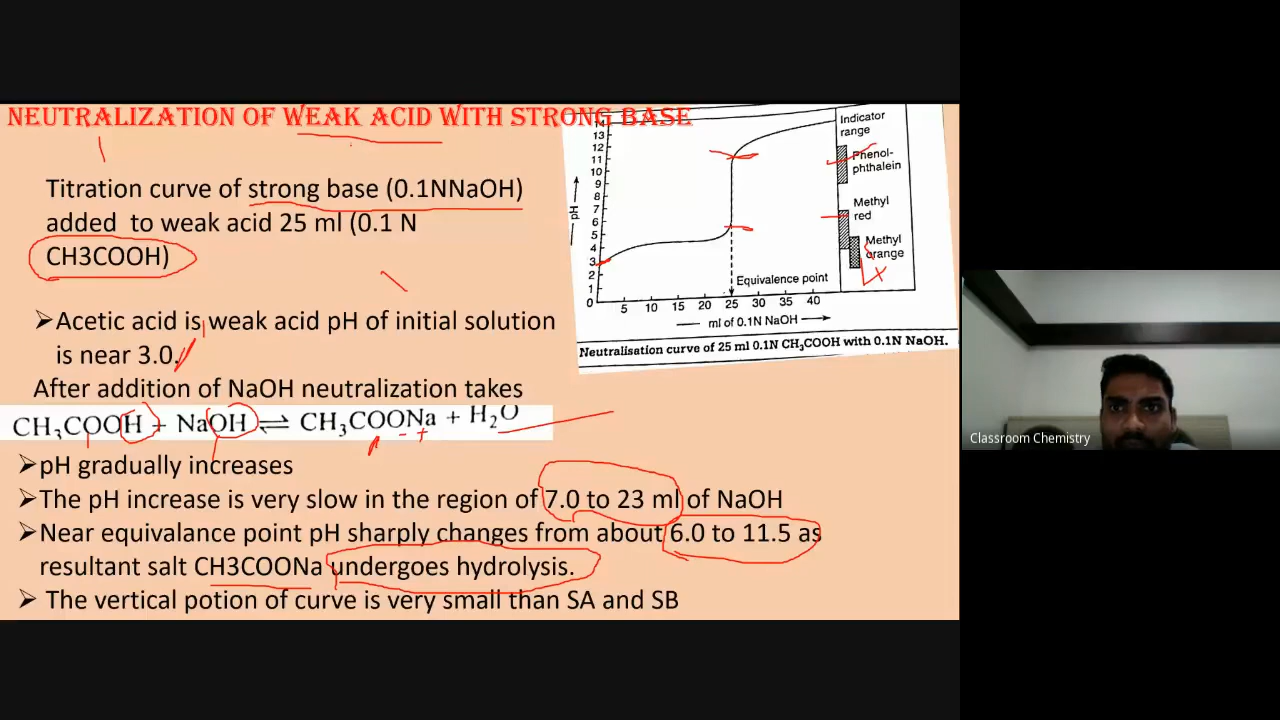 NEUTRALIZATION OF WEAK ACID WITH STRONG BASE
Titration curve of strong base (0.1NNaOH)
added to weak acid 25 ml (0.1 N
CH3COOH)
➢Acetic acid is weak acid pH of initial solution
is near 3.0.
After addition of NaOH neutralization takes
CH₃COOH + NaOH ⇌ CH₃COONa + H₂O
➢pH gradually increases
➢The pH increase is very slow in the region of 7.0 to 23 ml of NaOH
➢Near equivalance point pH sharply changes from about 6.0 to 11.5 as
resultant salt CH3COONa undergoes hydrolysis.
➢ The vertical potion of curve is very small than SA and SB
14
13
12
11
10
9
8
7
6
5
4
3
2
1
0
pH
5 10 15 20 25 30 35 40
ml of 0.1N NaOH
Equivalence point
Indicator
range
Phenol-
phthalein
Methyl
red
Methyl
orange
Neutralisation curve of 25 ml 0.1N CH₃COOH with 0.1N NaOH.
Classroom Chemistry